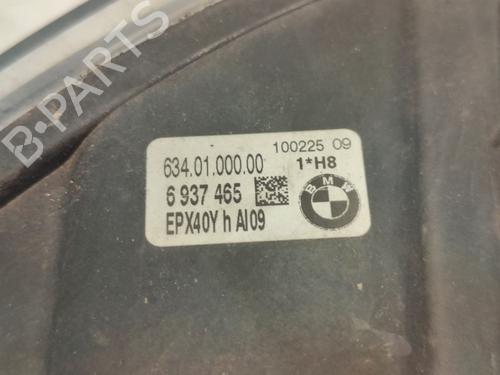 B-PARTS
634.01.000.00
100225 09
1*H8
6 937 465
BMW
EPX40Y h AI09